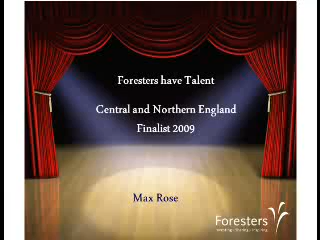 Foresters have Talent
Central and Northern England
Finalist 2009
Max Rose
Foresters